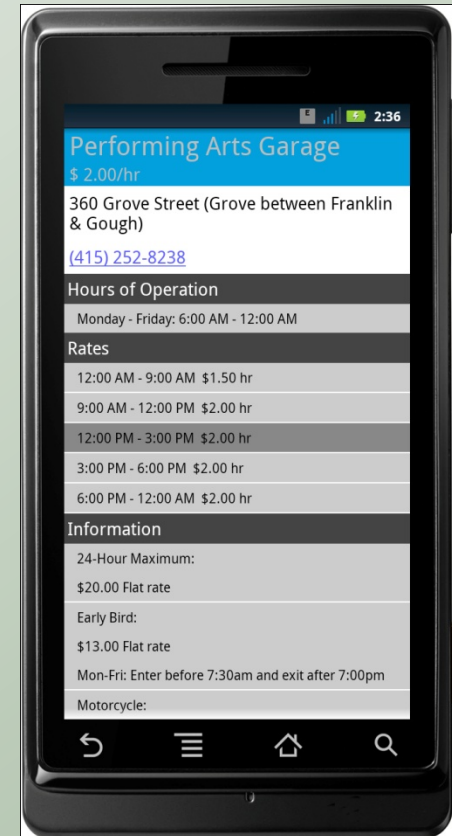 E 2:36
Performing Arts Garage
$ 2.00/hr
360 Grove Street (Grove between Franklin
& Gough)
(415) 252-8238
Hours of Operation
Monday - Friday: 6:00 AM - 12:00 AM
Rates
12:00 AM - 9:00 AM $1.50 hr
9:00 AM - 12:00 PM $2.00 hr
12:00 PM - 3:00 PM $2.00 hr
3:00 PM - 6:00 PM $2.00 hr
6:00 PM - 12:00 AM $2.00 hr
Information
24-Hour Maximum:
$20.00 Flat rate
Early Bird:
$13.00 Flat rate
Mon-Fri: Enter before 7:30am and exit after 7:00pm
Motorcycle: